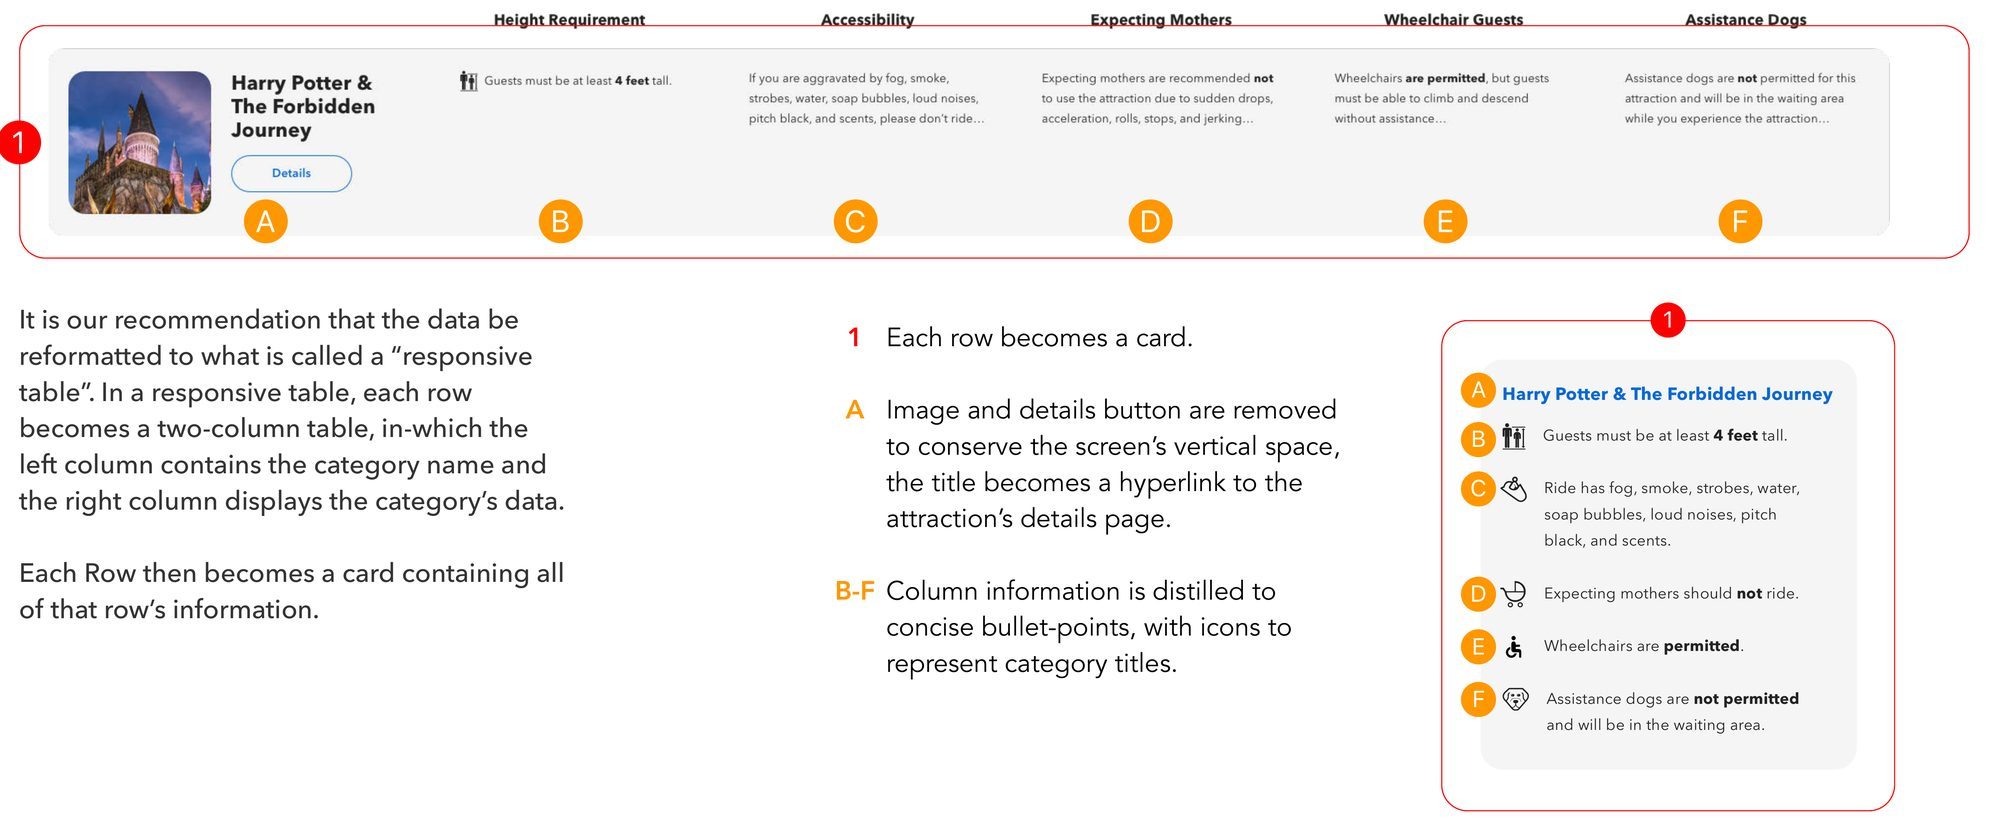 Height Requirement
Accessibility
Expecting Mothers
Wheelchair Guests
Assistance Dogs
1
Harry Potter &
The Forbidden
Journey
Details
Guests must be at least 4 feet tall.
If you are aggravated by fog, smoke,
strobes, water, soap bubbles, loud noises,
pitch black, and scents, please don’t ride…
Expecting mothers are recommended not
to use the attraction due to sudden drops,
acceleration, rolls, stops, and jerking…
Wheelchairs are permitted, but guests
must be able to climb and descend
without assistance…
Assistance dogs are not permitted for this
attraction and will be in the waiting area
while you experience the attraction…
A
B
C
D
E
F
It is our recommendation that the data be
reformatted to what is called a “responsive
table”. In a responsive table, each row
becomes a two-column table, in-which the
left column contains the category name and
the right column displays the category’s data.
Each Row then becomes a card containing all
of that row’s information.
1 Each row becomes a card.
A Image and details button are removed
to conserve the screen’s vertical space,
the title becomes a hyperlink to the
attraction’s details page.
B-F Column information is distilled to
concise bullet-points, with icons to
represent category titles.
1
A Harry Potter & The Forbidden Journey
B Guests must be at least 4 feet tall.
C Ride has fog, smoke, strobes, water,
soap bubbles, loud noises, pitch
black, and scents.
D Expecting mothers should not ride.
E Wheelchairs are permitted.
F Assistance dogs are not permitted
and will be in the waiting area.